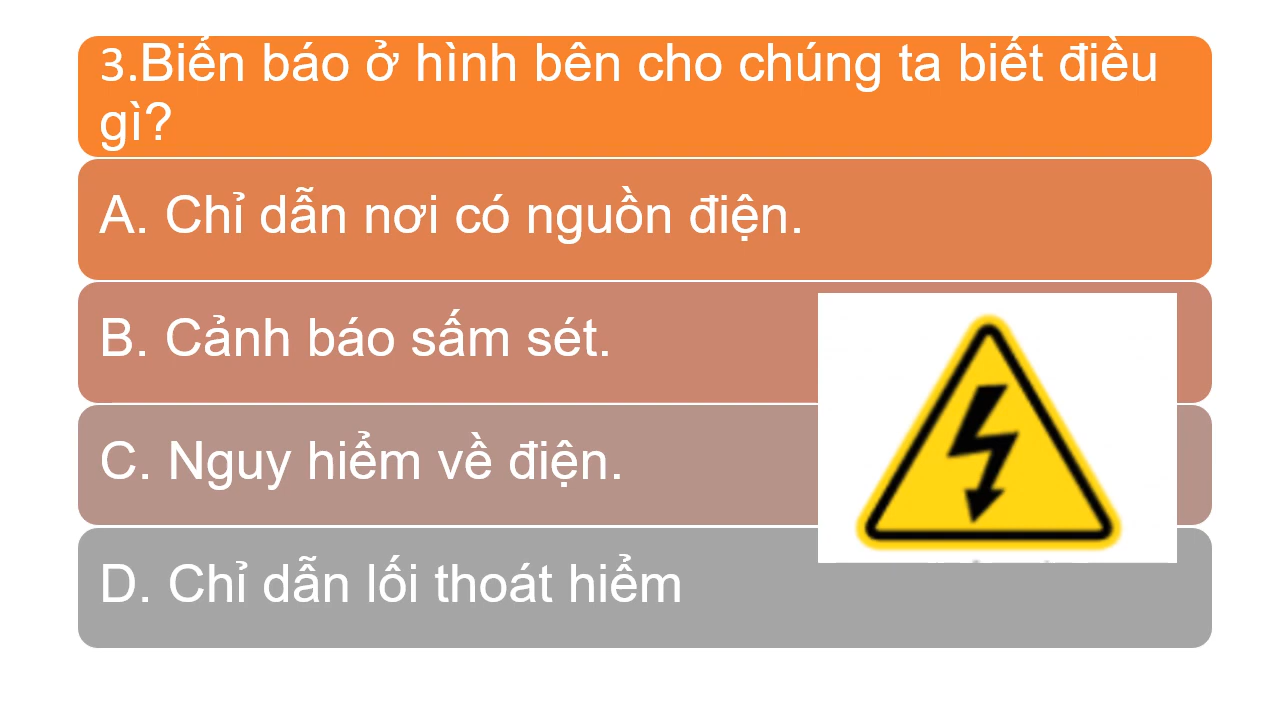 3.Biển báo ở hình bên cho chúng ta biết điều
gì?
A. Chỉ dẫn nơi có nguồn điện.
B. Cảnh báo sấm sét.
C. Nguy hiểm về điện.
D. Chỉ dẫn lối thoát hiểm